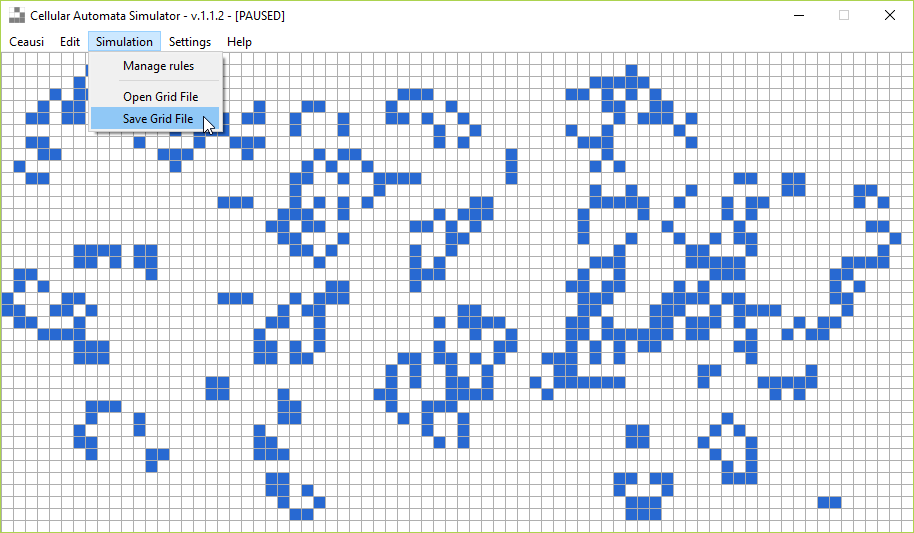 Cellular Automata Simulator - v.1.1.2 - [PAUSED]
Ceausi Edit Simulation Settings Help
Manage rules
Open Grid File
Save Grid File